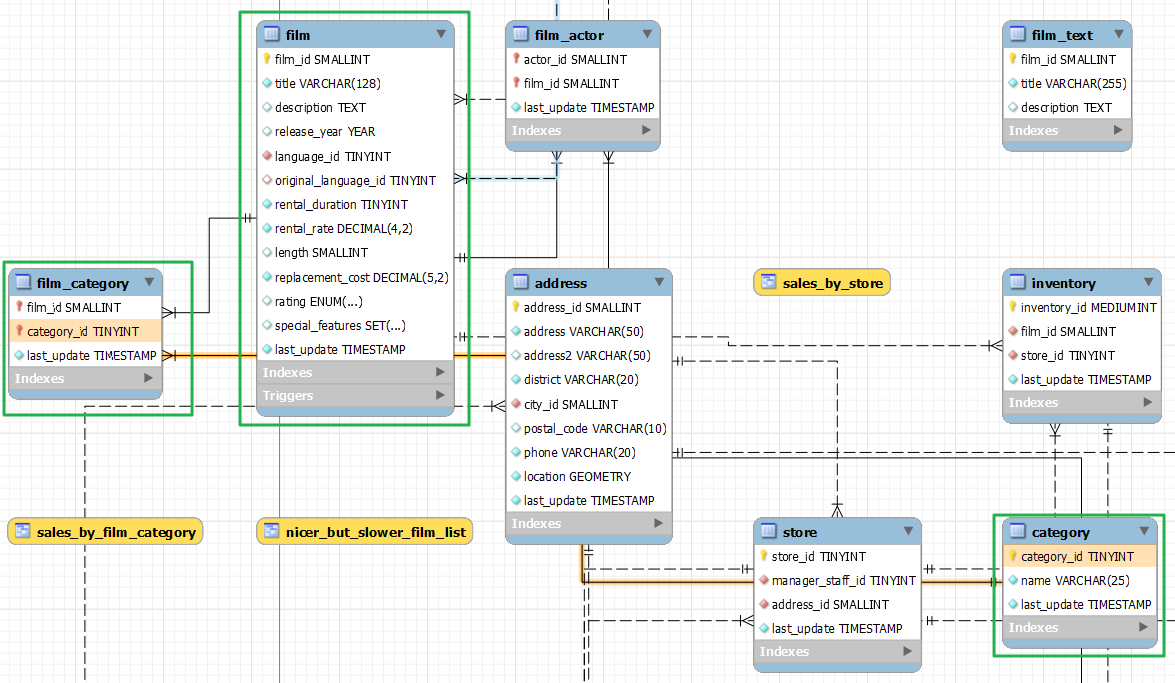 film
film_id SMALLINT
title VARCHAR(128)
description TEXT
release_year YEAR
language_id TINYINT
original_language_id TINYINT
rental_duration TINYINT
rental_rate DECIMAL(4,2)
length SMALLINT
replacement_cost DECIMAL(5,2)
rating ENUM(...)
special_features SET(...)
last_update TIMESTAMP
Indexes
Triggers
film_actor
actor_id SMALLINT
film_id SMALLINT
last_update TIMESTAMP
Indexes
film_text
film_id SMALLINT
title VARCHAR(255)
description TEXT
Indexes
film_category
film_id SMALLINT
category_id TINYINT
last_update TIMESTAMP
Indexes
address
address_id SMALLINT
address VARCHAR(50)
address2 VARCHAR(50)
district VARCHAR(20)
city_id SMALLINT
postal_code VARCHAR(10)
phone VARCHAR(20)
location GEOMETRY
last_update TIMESTAMP
Indexes
sales_by_store
inventory
inventory_id MEDIUMINT
film_id SMALLINT
store_id TINYINT
last_update TIMESTAMP
Indexes
sales_by_film_category
nicer_but_slower_film_list
store
store_id TINYINT
manager_staff_id TINYINT
address_id SMALLINT
last_update TIMESTAMP
Indexes
category
category_id TINYINT
name VARCHAR(25)
last_update TIMESTAMP
Indexes